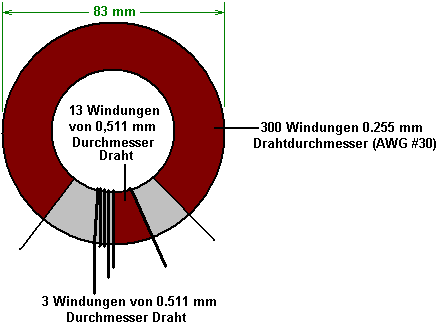 83 mm
13 Windungen
von 0,511 mm
Durchmesser
Draht
300 Windungen 0.255 mm
Drahtdurchmesser (AWG #30)
3 Windungen von 0.511 mm
Durchmesser Draht